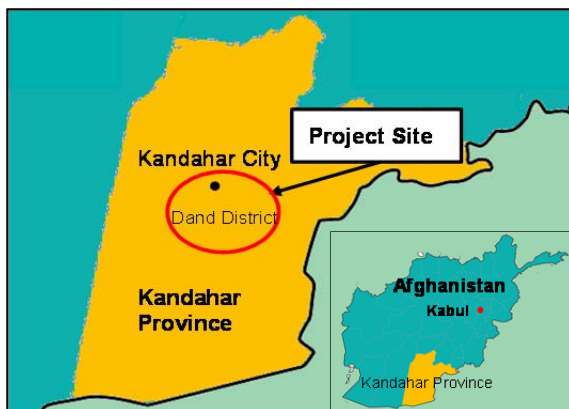 Project Site
Kandahar City
Dand District
Kandahar
Province
Afghanistan
Kabul
Kandahar Province